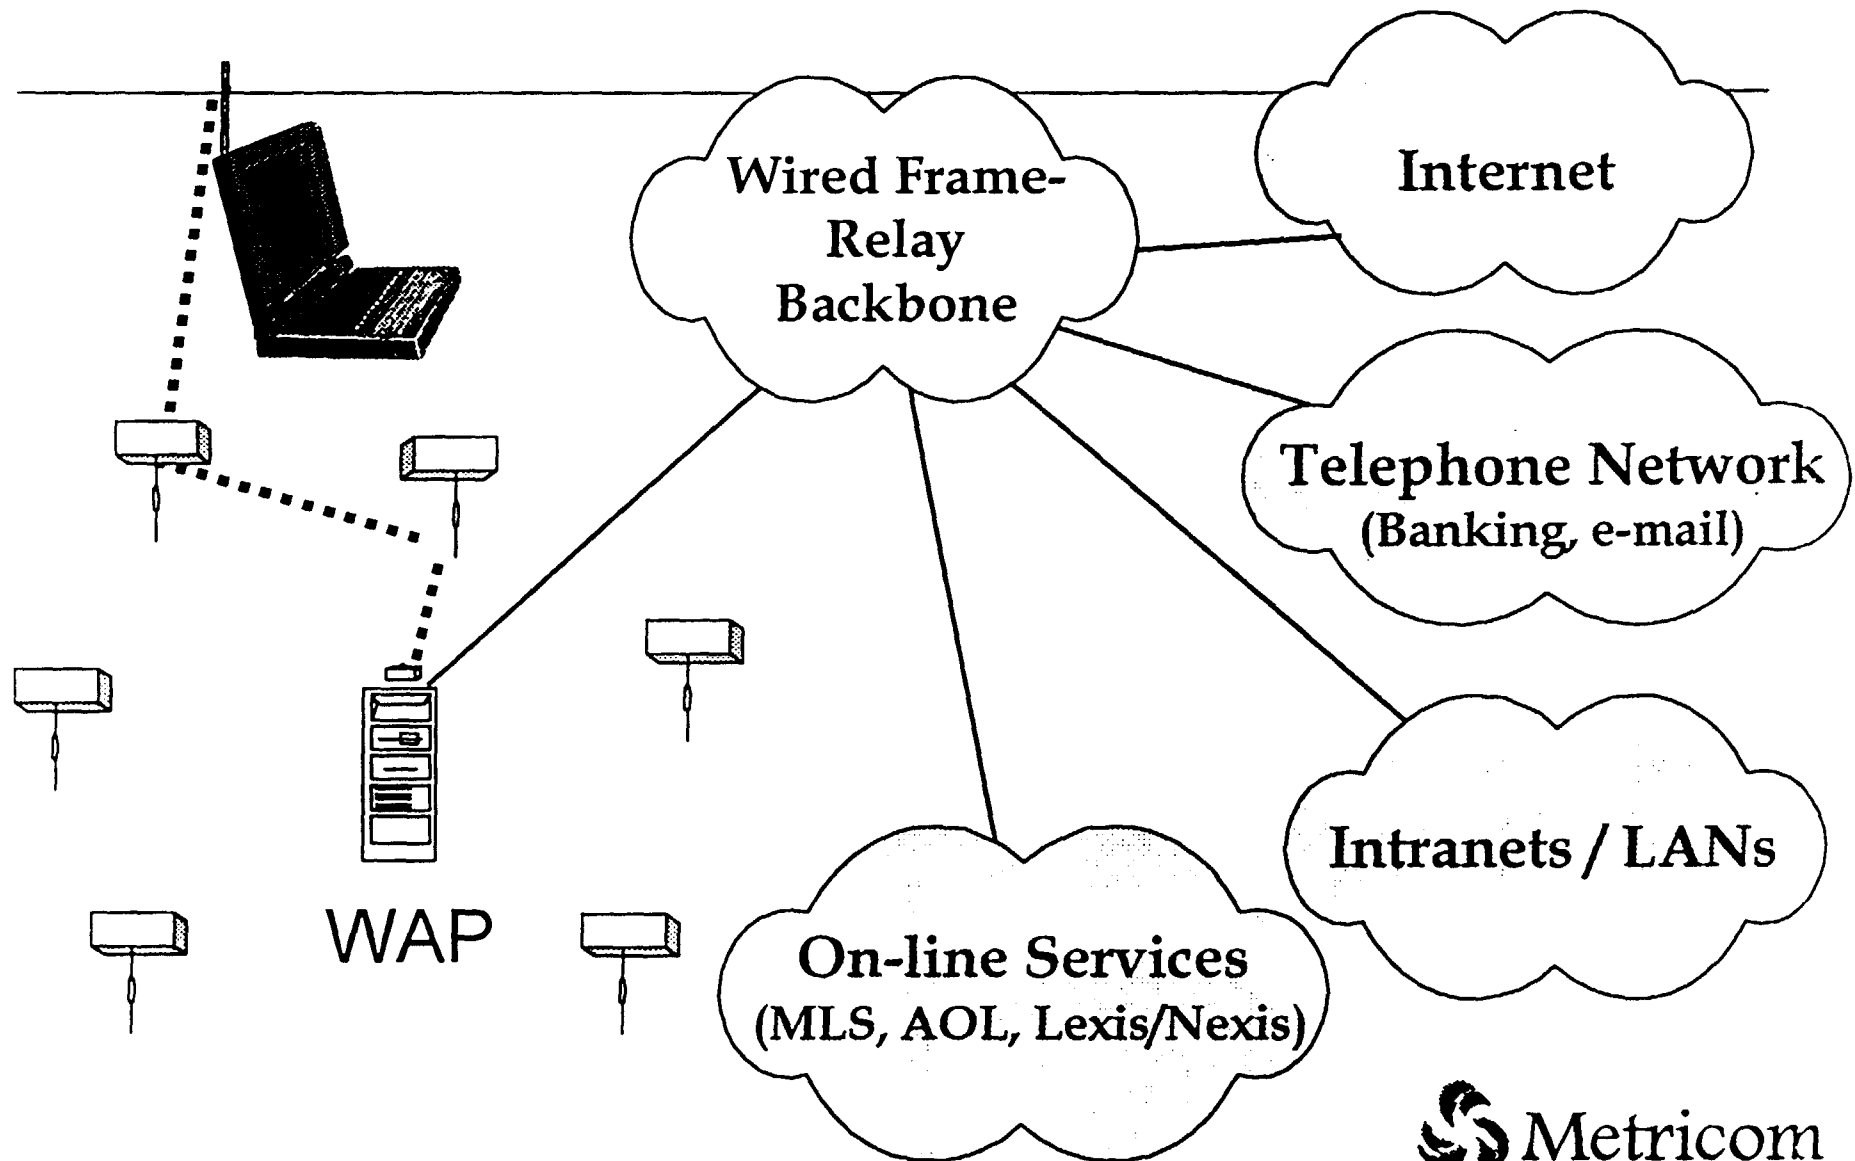 Wired Frame-
Relay
Backbone
Internet
Telephone Network
(Banking, e-mail)
Intranets / LANs
On-line Services
(MLS, AOL, Lexis/Nexis)
WAP
Metricom